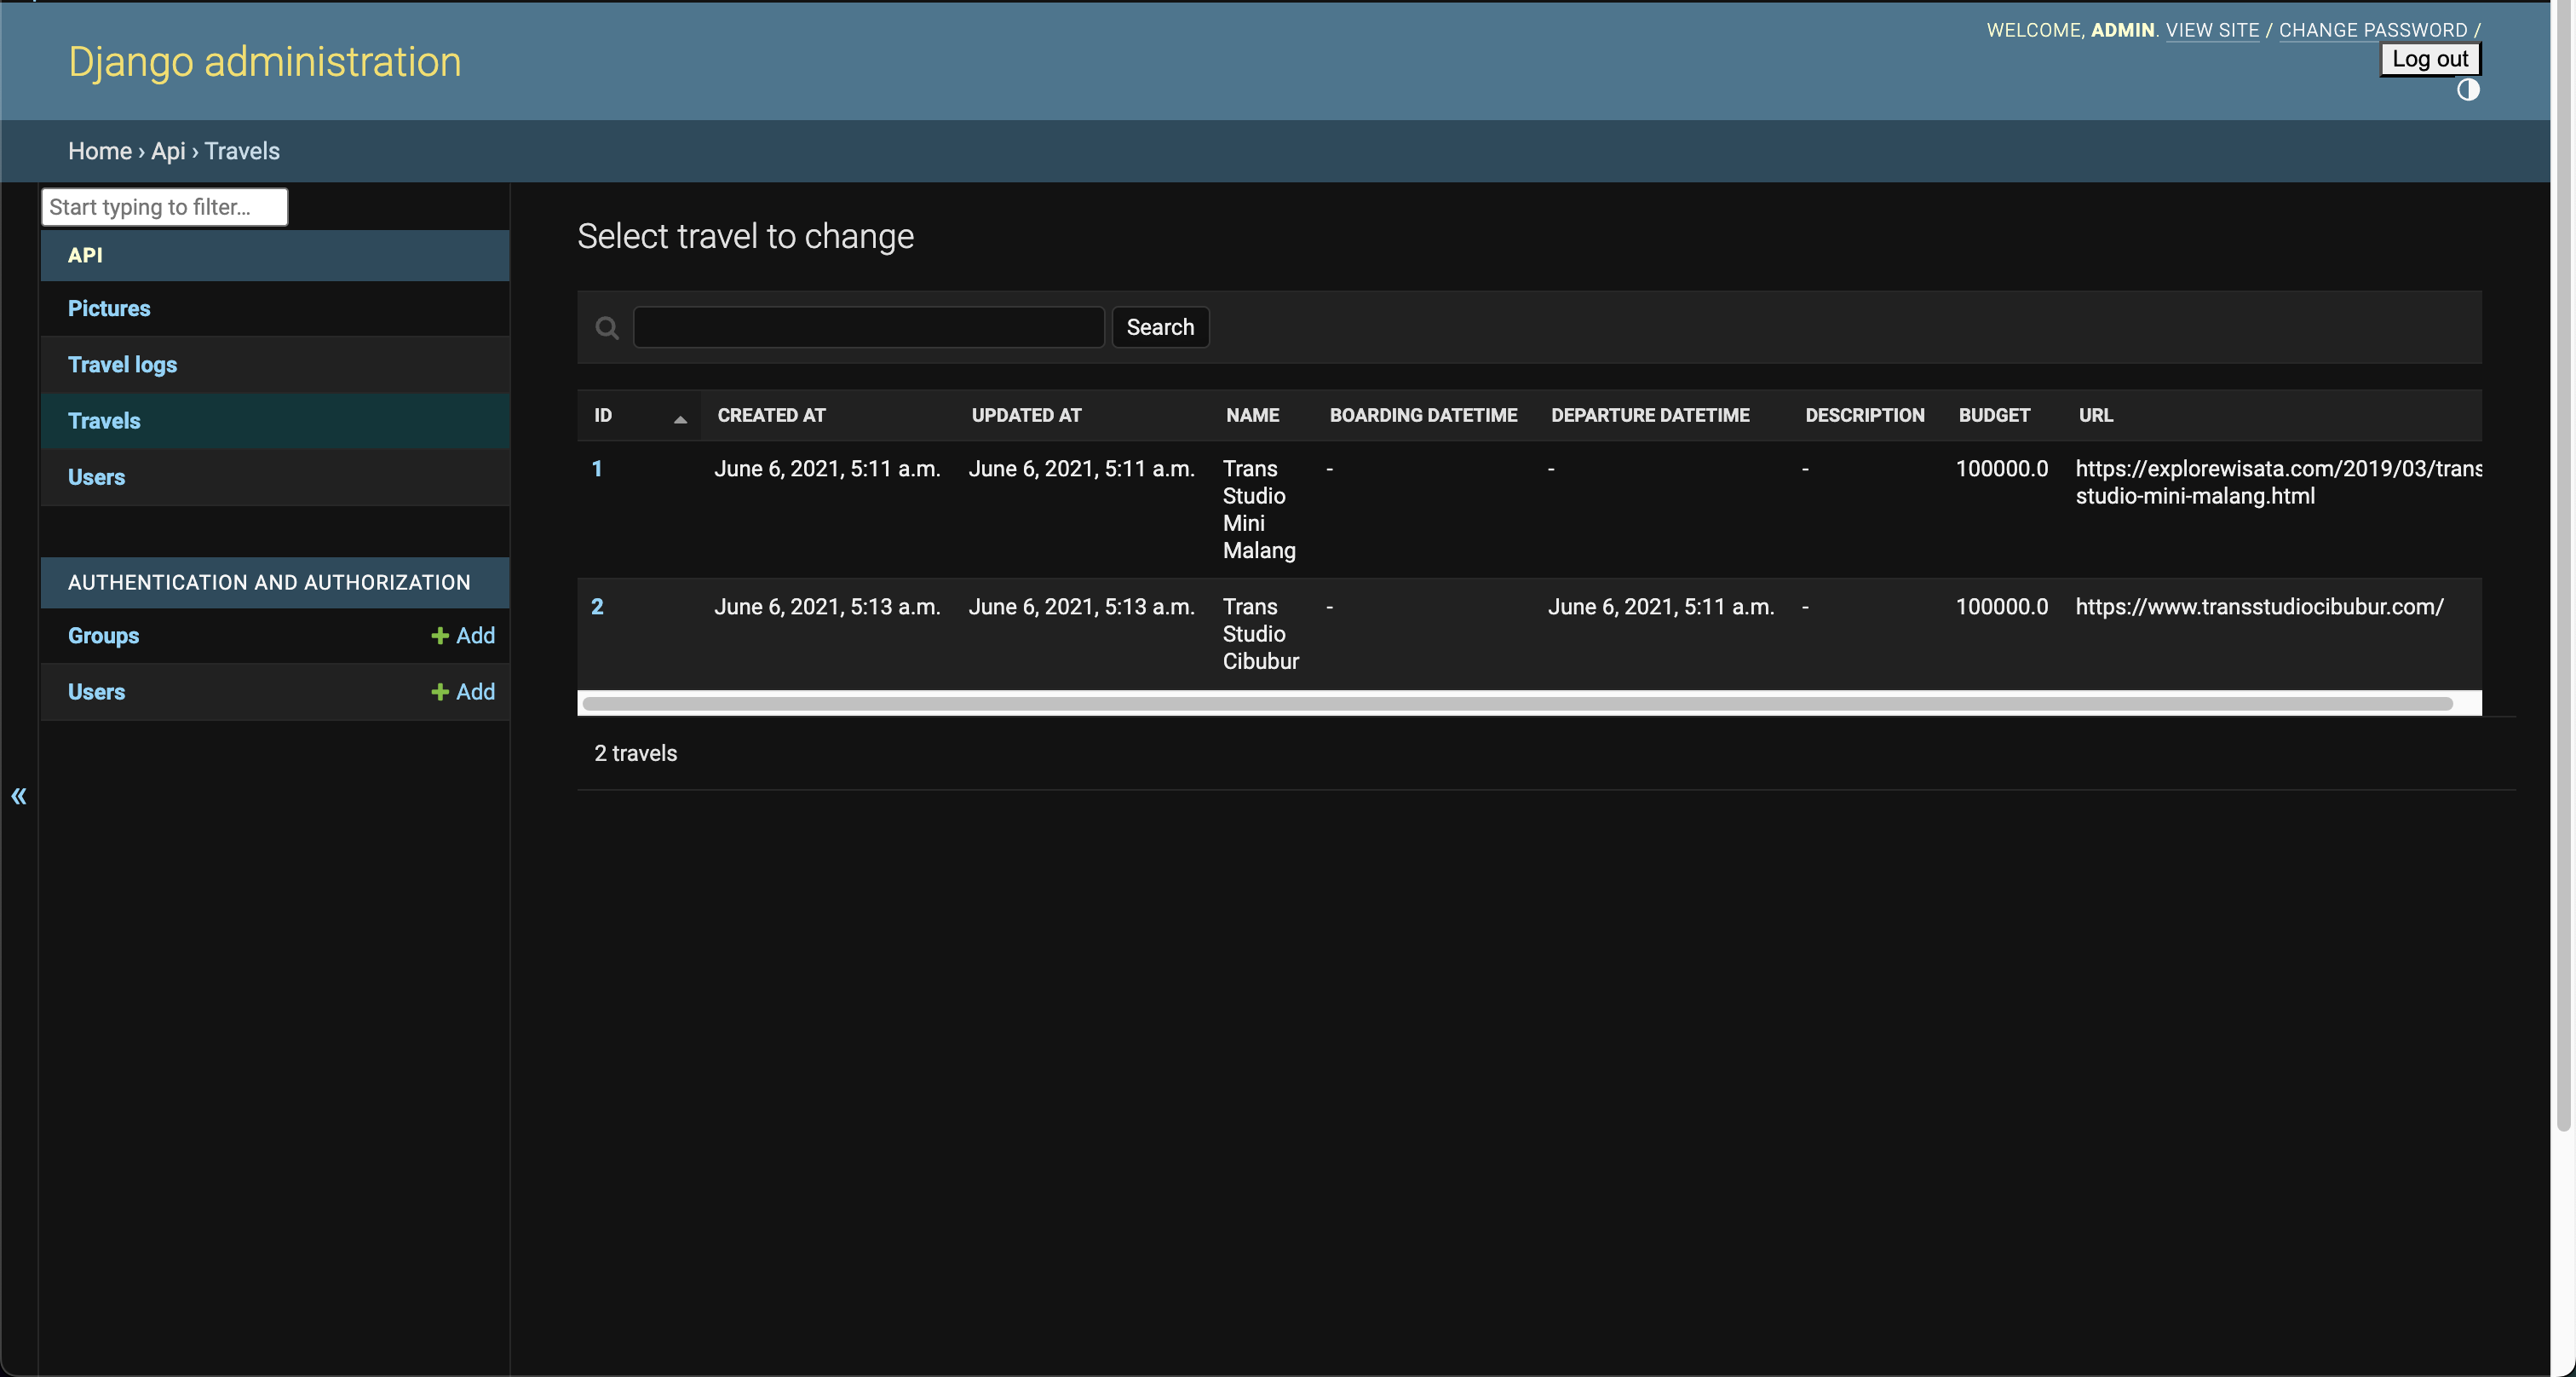 Django administration
WELCOME, ADMIN. VIEW SITE / CHANGE PASSWORD /
Log out
Home › Api › Travels
Start typing to filter...
API
Pictures
Travel logs
Travels
Users
AUTHENTICATION AND AUTHORIZATION
Groups + Add
Users + Add
«
Select travel to change
Search
ID CREATED AT UPDATED AT NAME BOARDING DATETIME DEPARTURE DATETIME DESCRIPTION BUDGET URL
1 June 6, 2021, 5:11 a.m. June 6, 2021, 5:11 a.m. Trans - - - 100000.0 https://explorewisata.com/2019/03/trans
Studio studio-mini-malang.html
Mini
Malang
2 June 6, 2021, 5:13 a.m. June 6, 2021, 5:13 a.m. Trans - June 6, 2021, 5:11 a.m. - 100000.0 https://www.transstudiocibubur.com/
Studio
Cibubur
2 travels